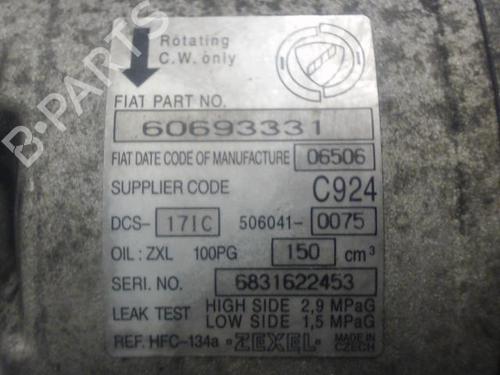 Rotating
C.W. only
FIAT PART NO.
60693331
FIAT DATE CODE OF MANUFACTURE 06506
SUPPLIER CODE C924
DCS- 17IC 506041- 0075
OIL : ZXL 100PG 150 cm³
SERI. NO. 6831622453
LEAK TEST HIGH SIDE 2,9 MPaG
LOW SIDE 1,5 MPaG
REF. HFC-134a ZEXEL MADE IN CZECH
B-PARTS